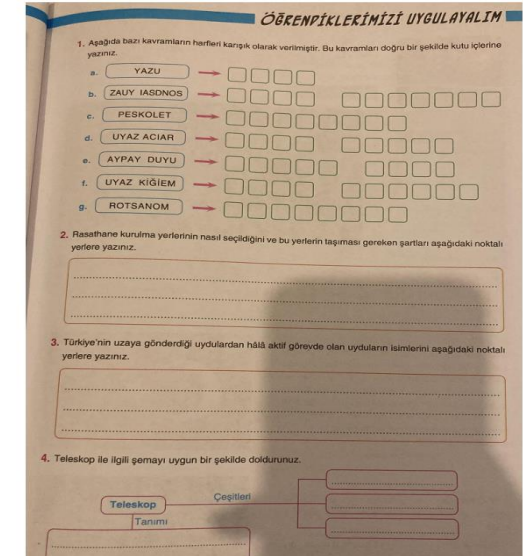 ÖĞRENDİKLERİMİZİ UYGULAYALIM
1. Aşağıda bazı kavramların harfleri karışık olarak verilmiştir. Bu kavramları doğru bir şekilde kutu içlerine
yazınız.
a. YAZU
b. ZAUY IASDNOS
c. PESKOLET
d. UYAZ ACIAR
e. AYPAY DUYU
f. UYAZ KİĞİEM
g. ROTSANOM
2. Rasathane kurulma yerlerinin nasıl seçildiğini ve bu yerlerin taşıması gereken şartları aşağıdaki noktalı
yerlere yazınız.
3. Türkiye'nin uzaya gönderdiği uydulardan hâlâ aktif görevde olan uyduların isimlerini aşağıdaki noktalı
yerlere yazınız.
4. Teleskop ile ilgili şemayı uygun bir şekilde doldurunuz.
Çeşitleri
Teleskop
Tanımı